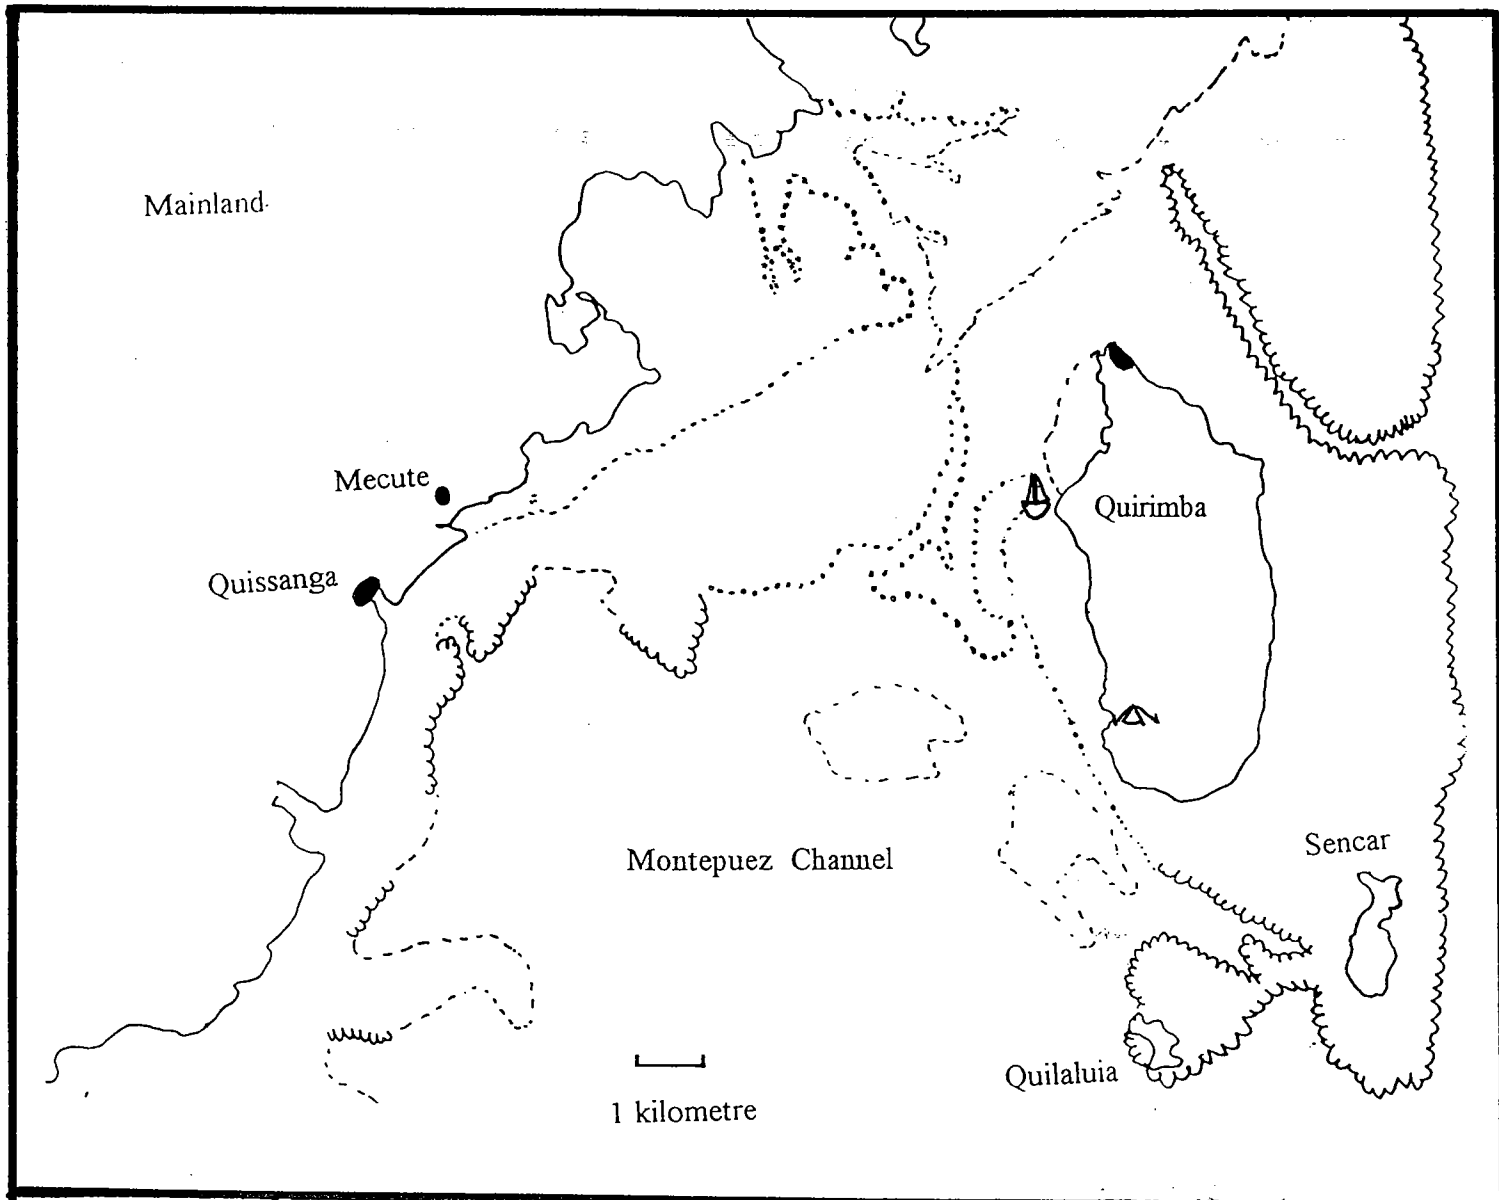 Mainland
Mecute
Quissanga
Quirimba
Montepuez Channel
Sencar
Quilaluia
1 kilometre